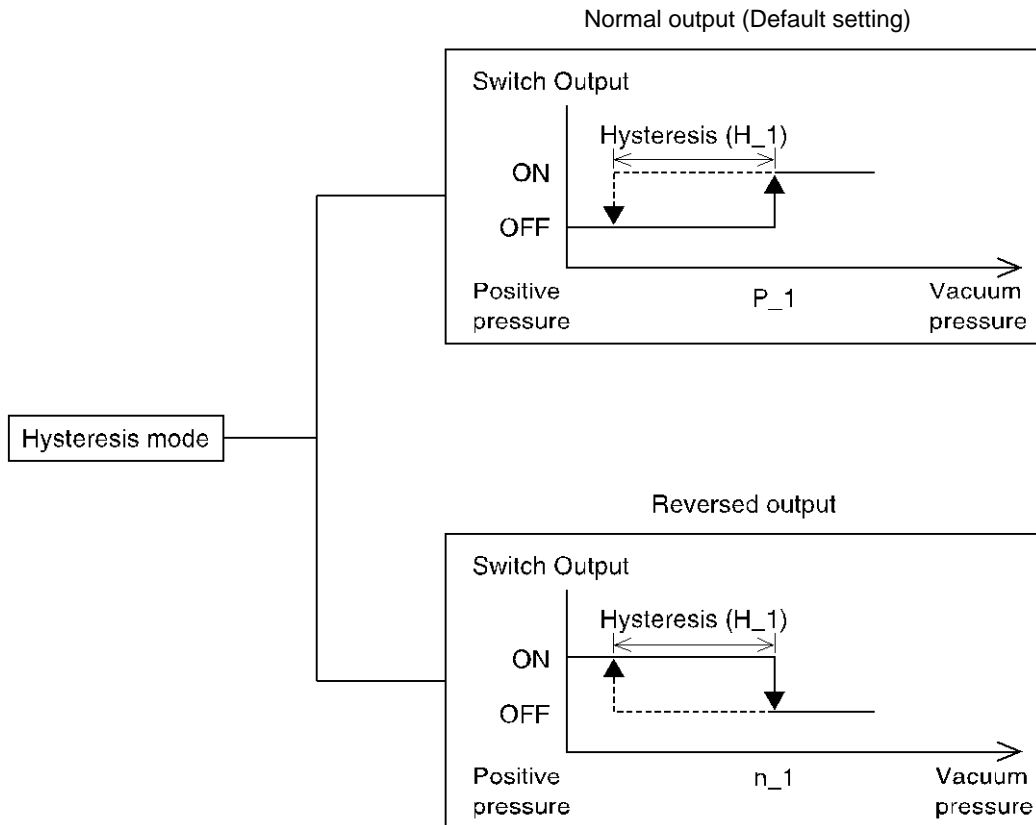 Normal output (Default setting)
Switch Output
Hysteresis (H_1)
ON
OFF
Positive
pressure
P_1
Vacuum
pressure
Hysteresis mode
Reversed output
Switch Output
Hysteresis (H_1)
ON
OFF
Positive
pressure
n_1
Vacuum
pressure